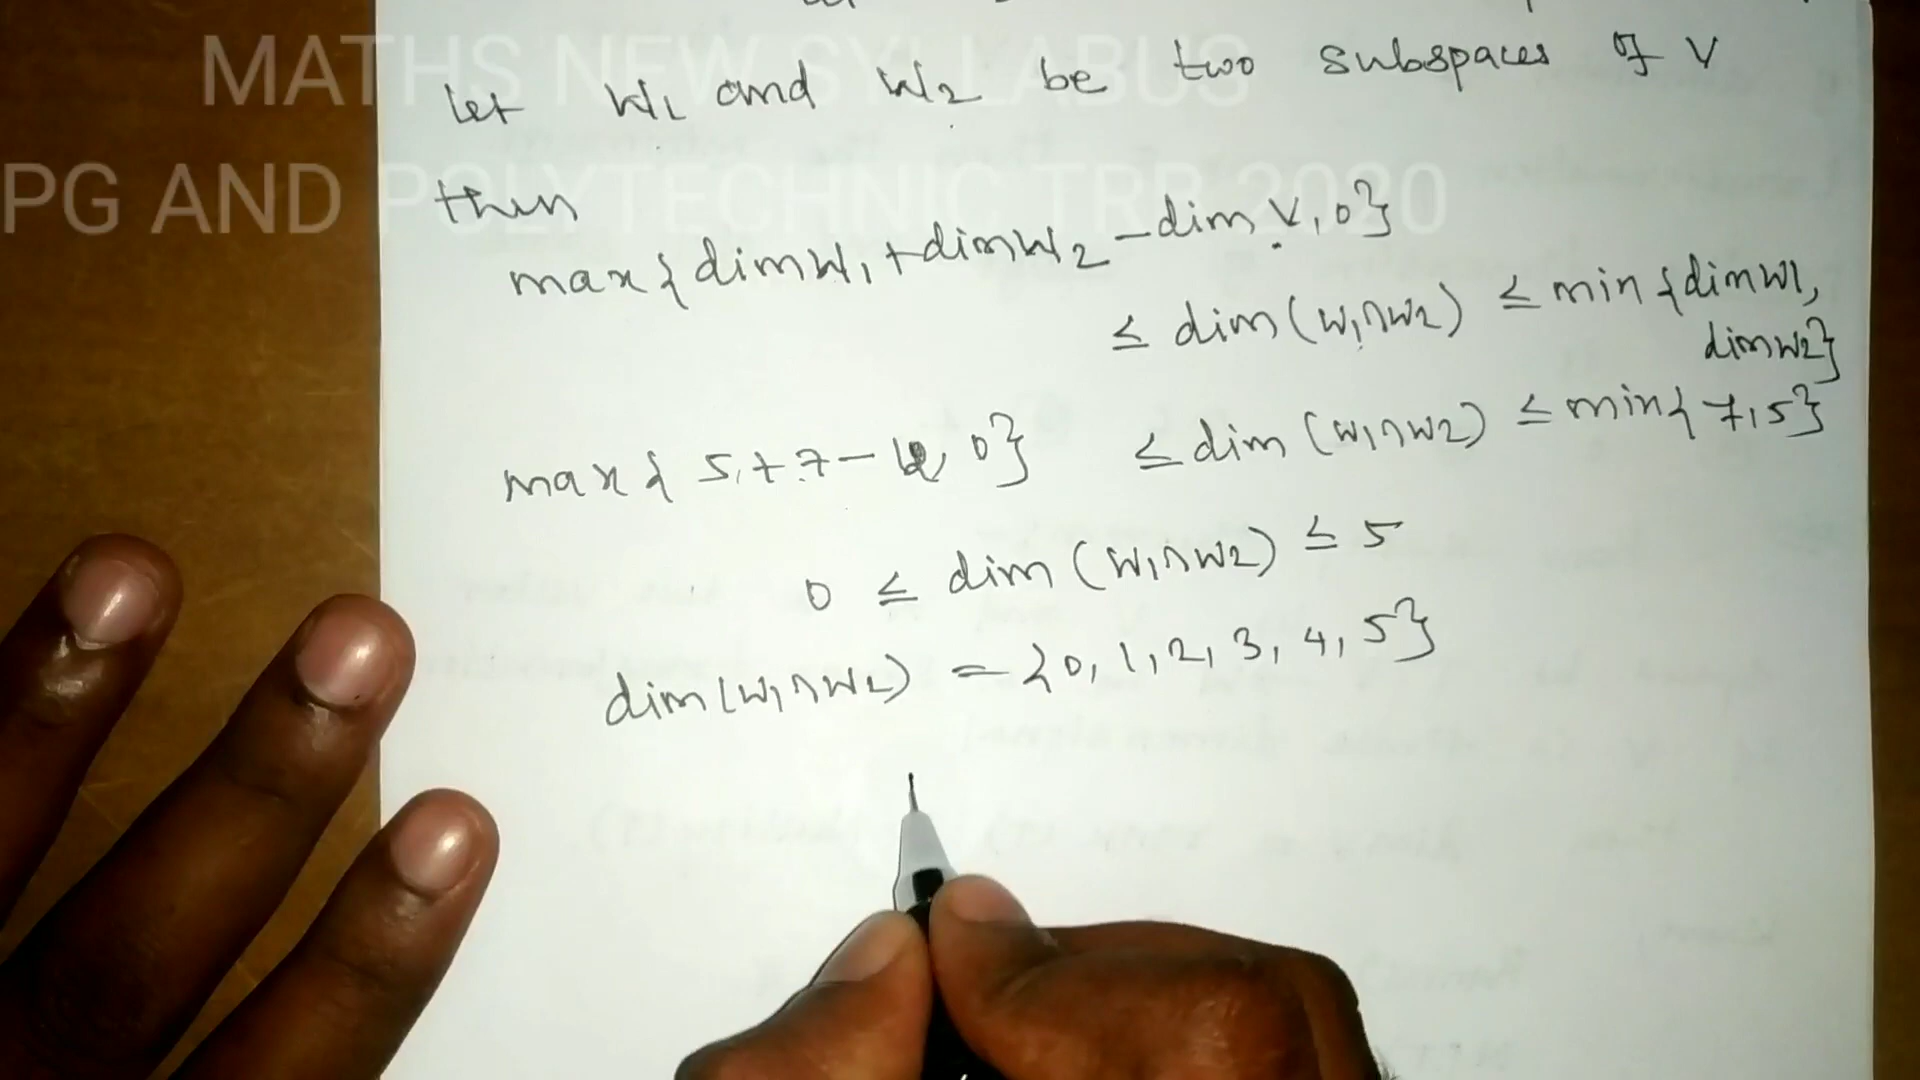 MATHS NEW SYLLABUS
let W1 and W2 be two subspaces of V
PG AND POLYTECHNIC TRB 2020
then
max{dimW1+dimW2-dim V, 0}
≤ dim(W1∩W2) ≤ min{dimW1,
dimW2}
max{5+7- , 0} ≤ dim(W1∩W2) ≤ min{7,5}
0 ≤ dim(W1∩W2) ≤ 5
dim(W1∩W2) = {0, 1, 2, 3, 4, 5}